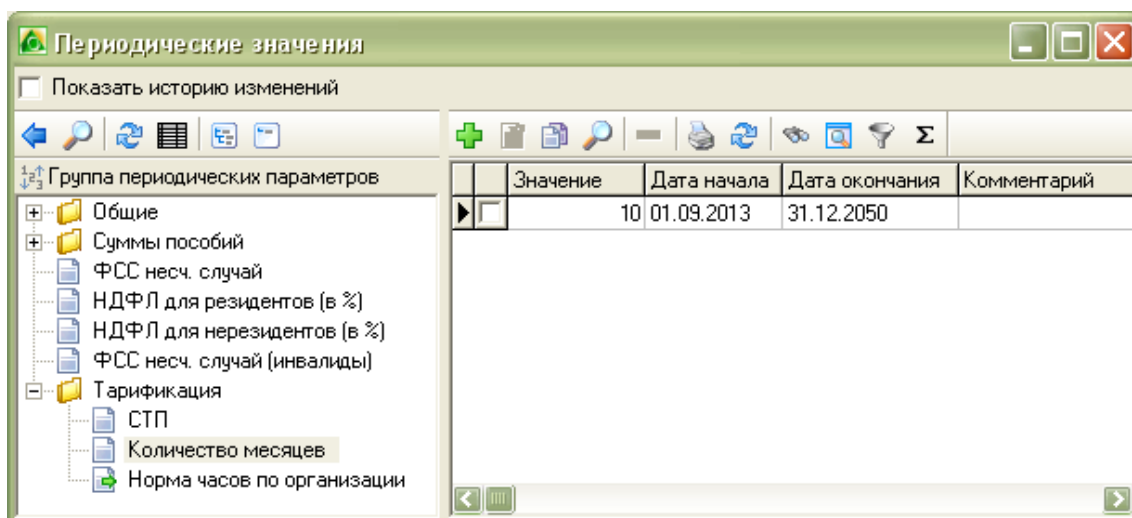 Периодические значения
Показать историю изменений
Группа периодических параметров
Общие
Суммы пособий
ФСС несч. случай
НДФЛ для резидентов (в %)
НДФЛ для нерезидентов (в %)
ФСС несч. случай (инвалиды)
Тарификация
СТП
Количество месяцев
Норма часов по организации
Σ
Значение Дата начала Дата окончания Комментарий
10 01.09.2013 31.12.2050